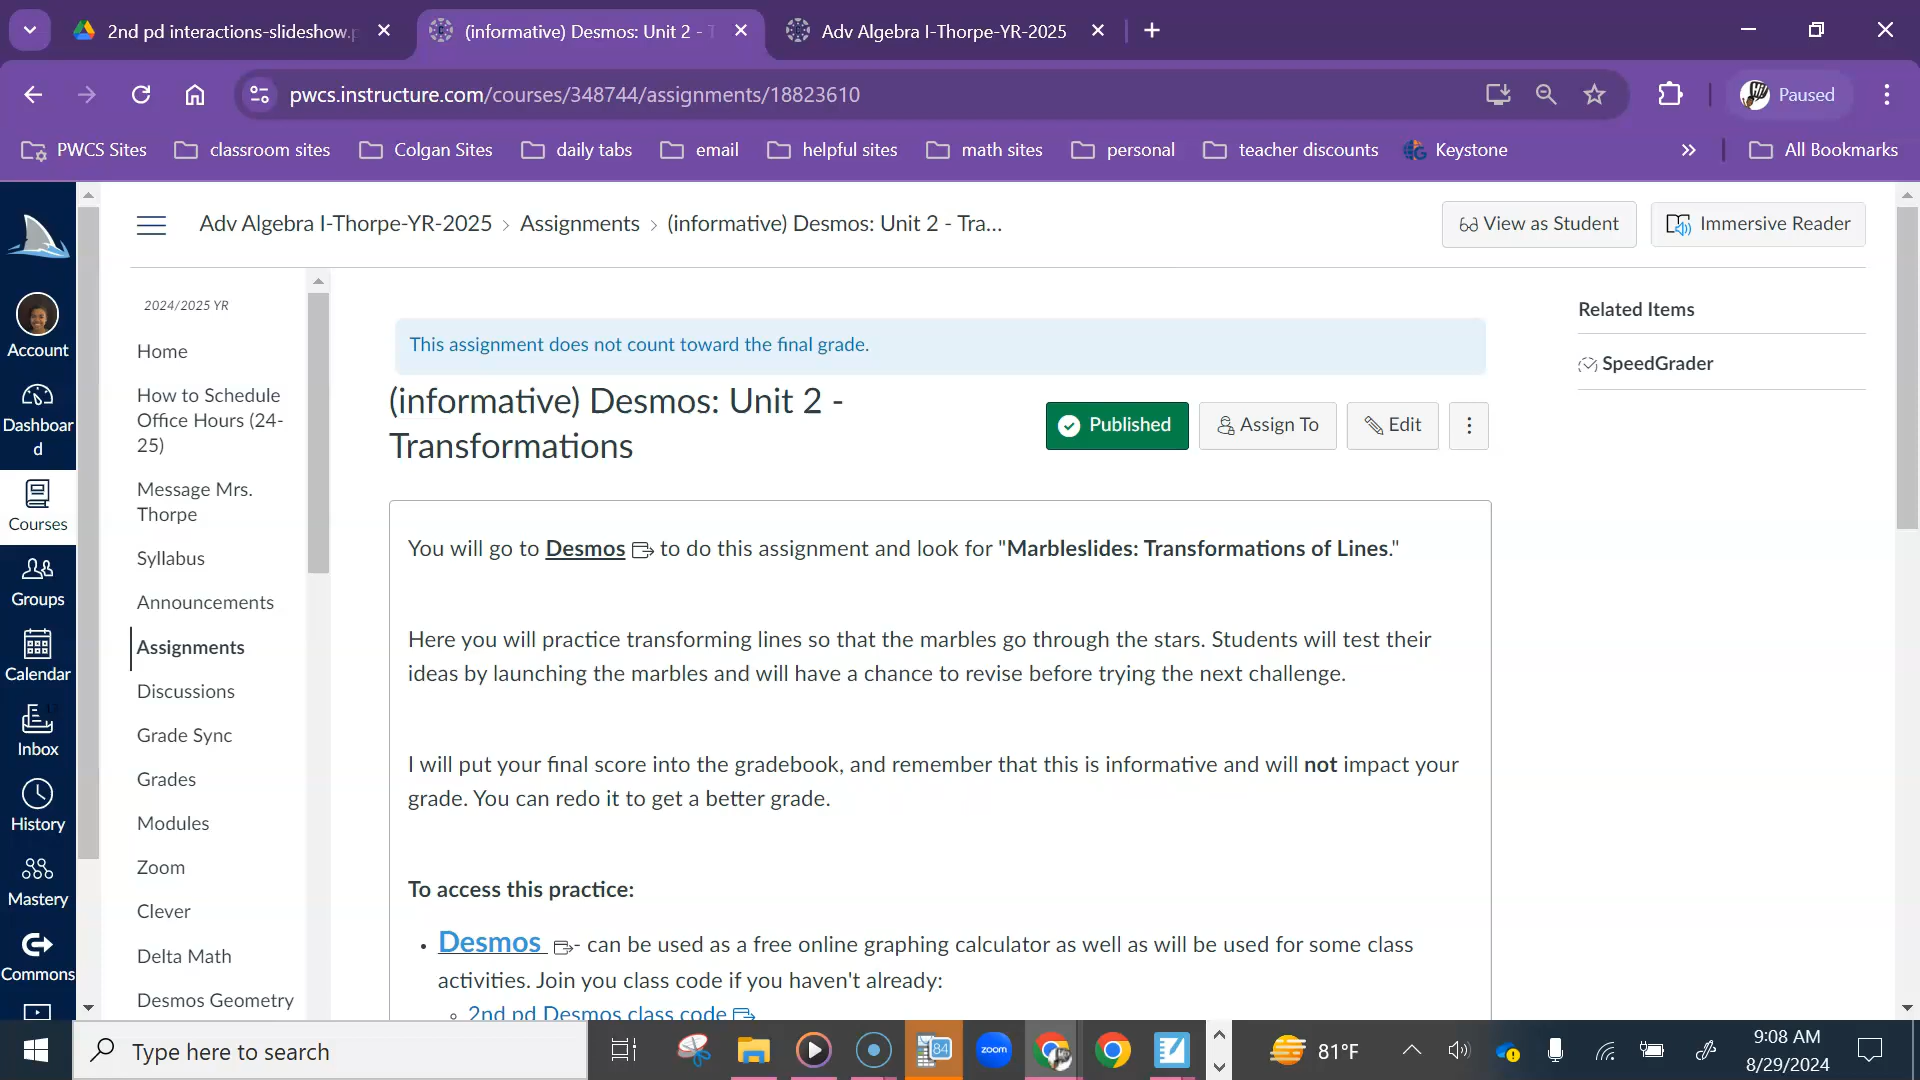 2nd pd interactions-slideshow.p
(informative) Desmos: Unit 2 - T
Adv Algebra I-Thorpe-YR-2025
pwcs.instructure.com/courses/348744/assignments/18823610
Paused
PWCS Sites
classroom sites
Colgan Sites
daily tabs
email
helpful sites
math sites
personal
teacher discounts
Keystone
All Bookmarks
Account
Dashboar
d
Courses
Groups
Calendar
Inbox
History
Mastery
Commons
Adv Algebra I-Thorpe-YR-2025 > Assignments > (informative) Desmos: Unit 2 - Tra...
View as Student
Immersive Reader
2024/2025 YR
Home
How to Schedule
Office Hours (24-
25)
Message Mrs.
Thorpe
Syllabus
Announcements
Assignments
Discussions
Grade Sync
Grades
Modules
Zoom
Clever
Delta Math
Desmos Geometry
This assignment does not count toward the final grade.
(informative) Desmos: Unit 2 -
Transformations
Published
Assign To
Edit
You will go to Desmos to do this assignment and look for "Marbleslides: Transformations of Lines."
Here you will practice transforming lines so that the marbles go through the stars. Students will test their
ideas by launching the marbles and will have a chance to revise before trying the next challenge.
I will put your final score into the gradebook, and remember that this is informative and will not impact your
grade. You can redo it to get a better grade.
To access this practice:
• Desmos - can be used as a free online graphing calculator as well as will be used for some class
activities. Join you class code if you haven't already:
◦ 2nd pd Desmos class code
Related Items
SpeedGrader
Type here to search
84
zoom
81°F
9:08 AM
8/29/2024